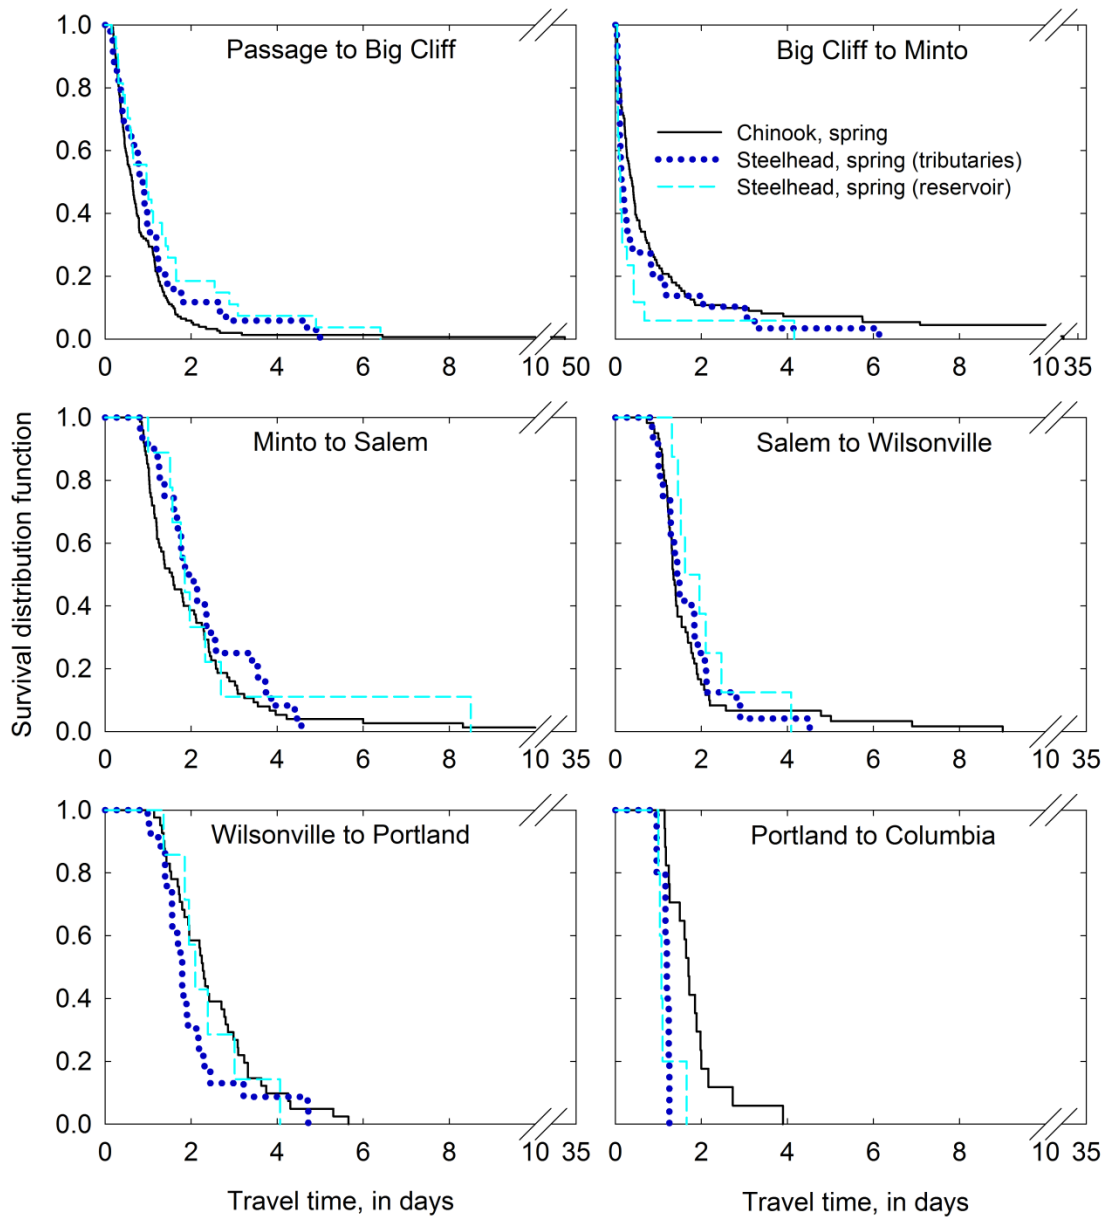 Passage to Big Cliff
1.0
0.8
0.6
0.4
0.2
0.0
0 2 4 6 8 10 50
Big Cliff to Minto
Chinook, spring
Steelhead, spring (tributaries)
Steelhead, spring (reservoir)
0 2 4 6 8 10 35
Survival distribution function
Minto to Salem
1.0
0.8
0.6
0.4
0.2
0.0
0 2 4 6 8 10 35
Salem to Wilsonville
0 2 4 6 8 10 35
Wilsonville to Portland
1.0
0.8
0.6
0.4
0.2
0.0
0 2 4 6 8 10 35
Travel time, in days
Portland to Columbia
0 2 4 6 8 10 35
Travel time, in days